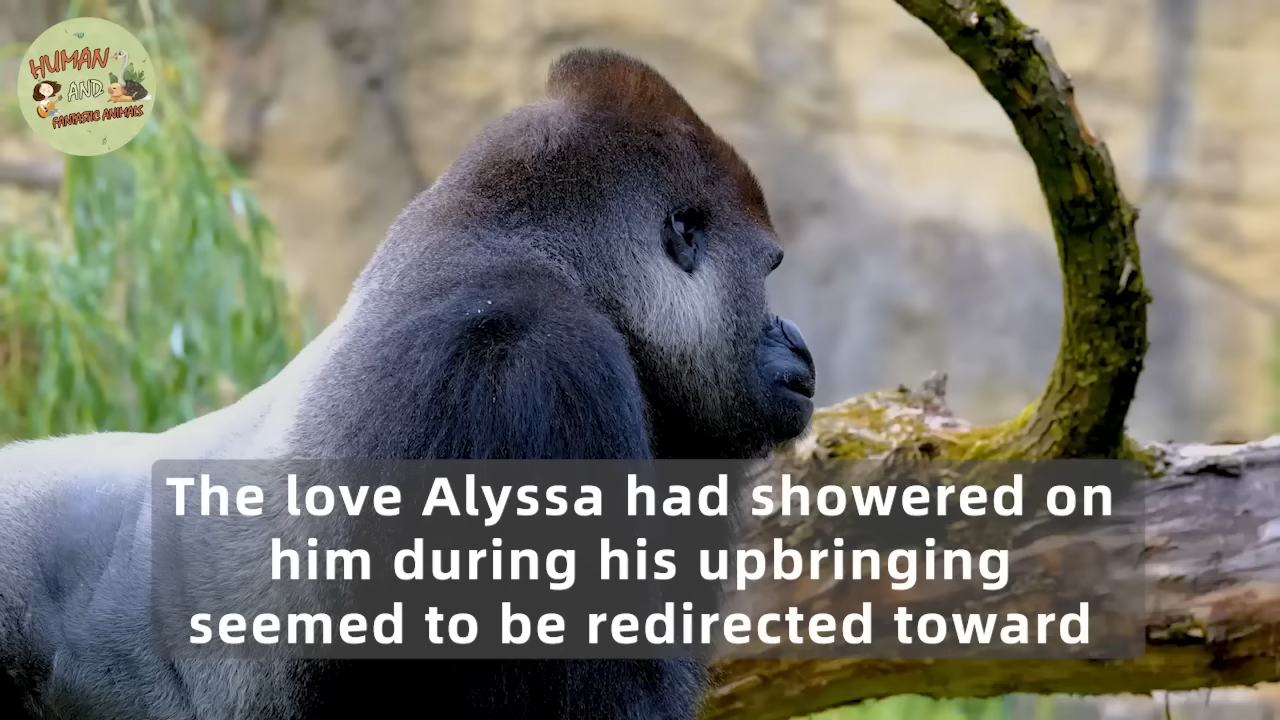 HUMAN
AND
FANTASTIC ANIMALS
The love Alyssa had showered on
him during his upbringing
seemed to be redirected toward